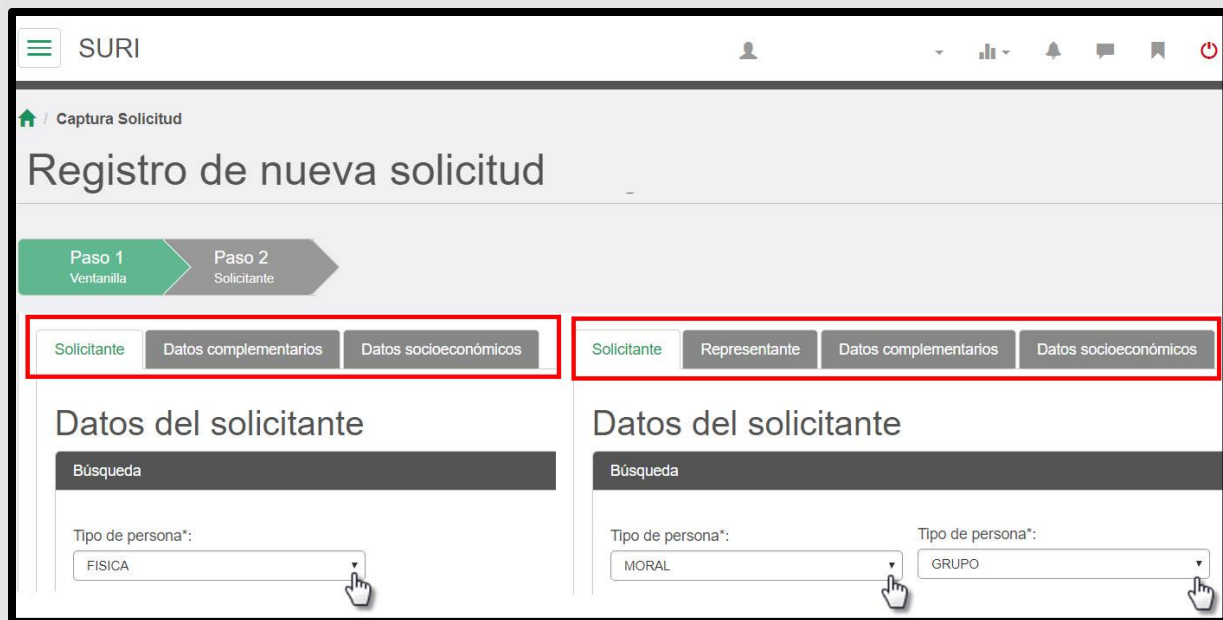 SURI
/ Captura Solicitud
Registro de nueva solicitud
Paso 1
Ventanilla
Paso 2
Solicitante
Solicitante Datos complementarios Datos socioeconómicos
Datos del solicitante
Búsqueda
Tipo de persona*:
FISICA
Solicitante Representante Datos complementarios Datos socioeconómicos
Datos del solicitante
Búsqueda
Tipo de persona*: Tipo de persona*:
MORAL GRUPO